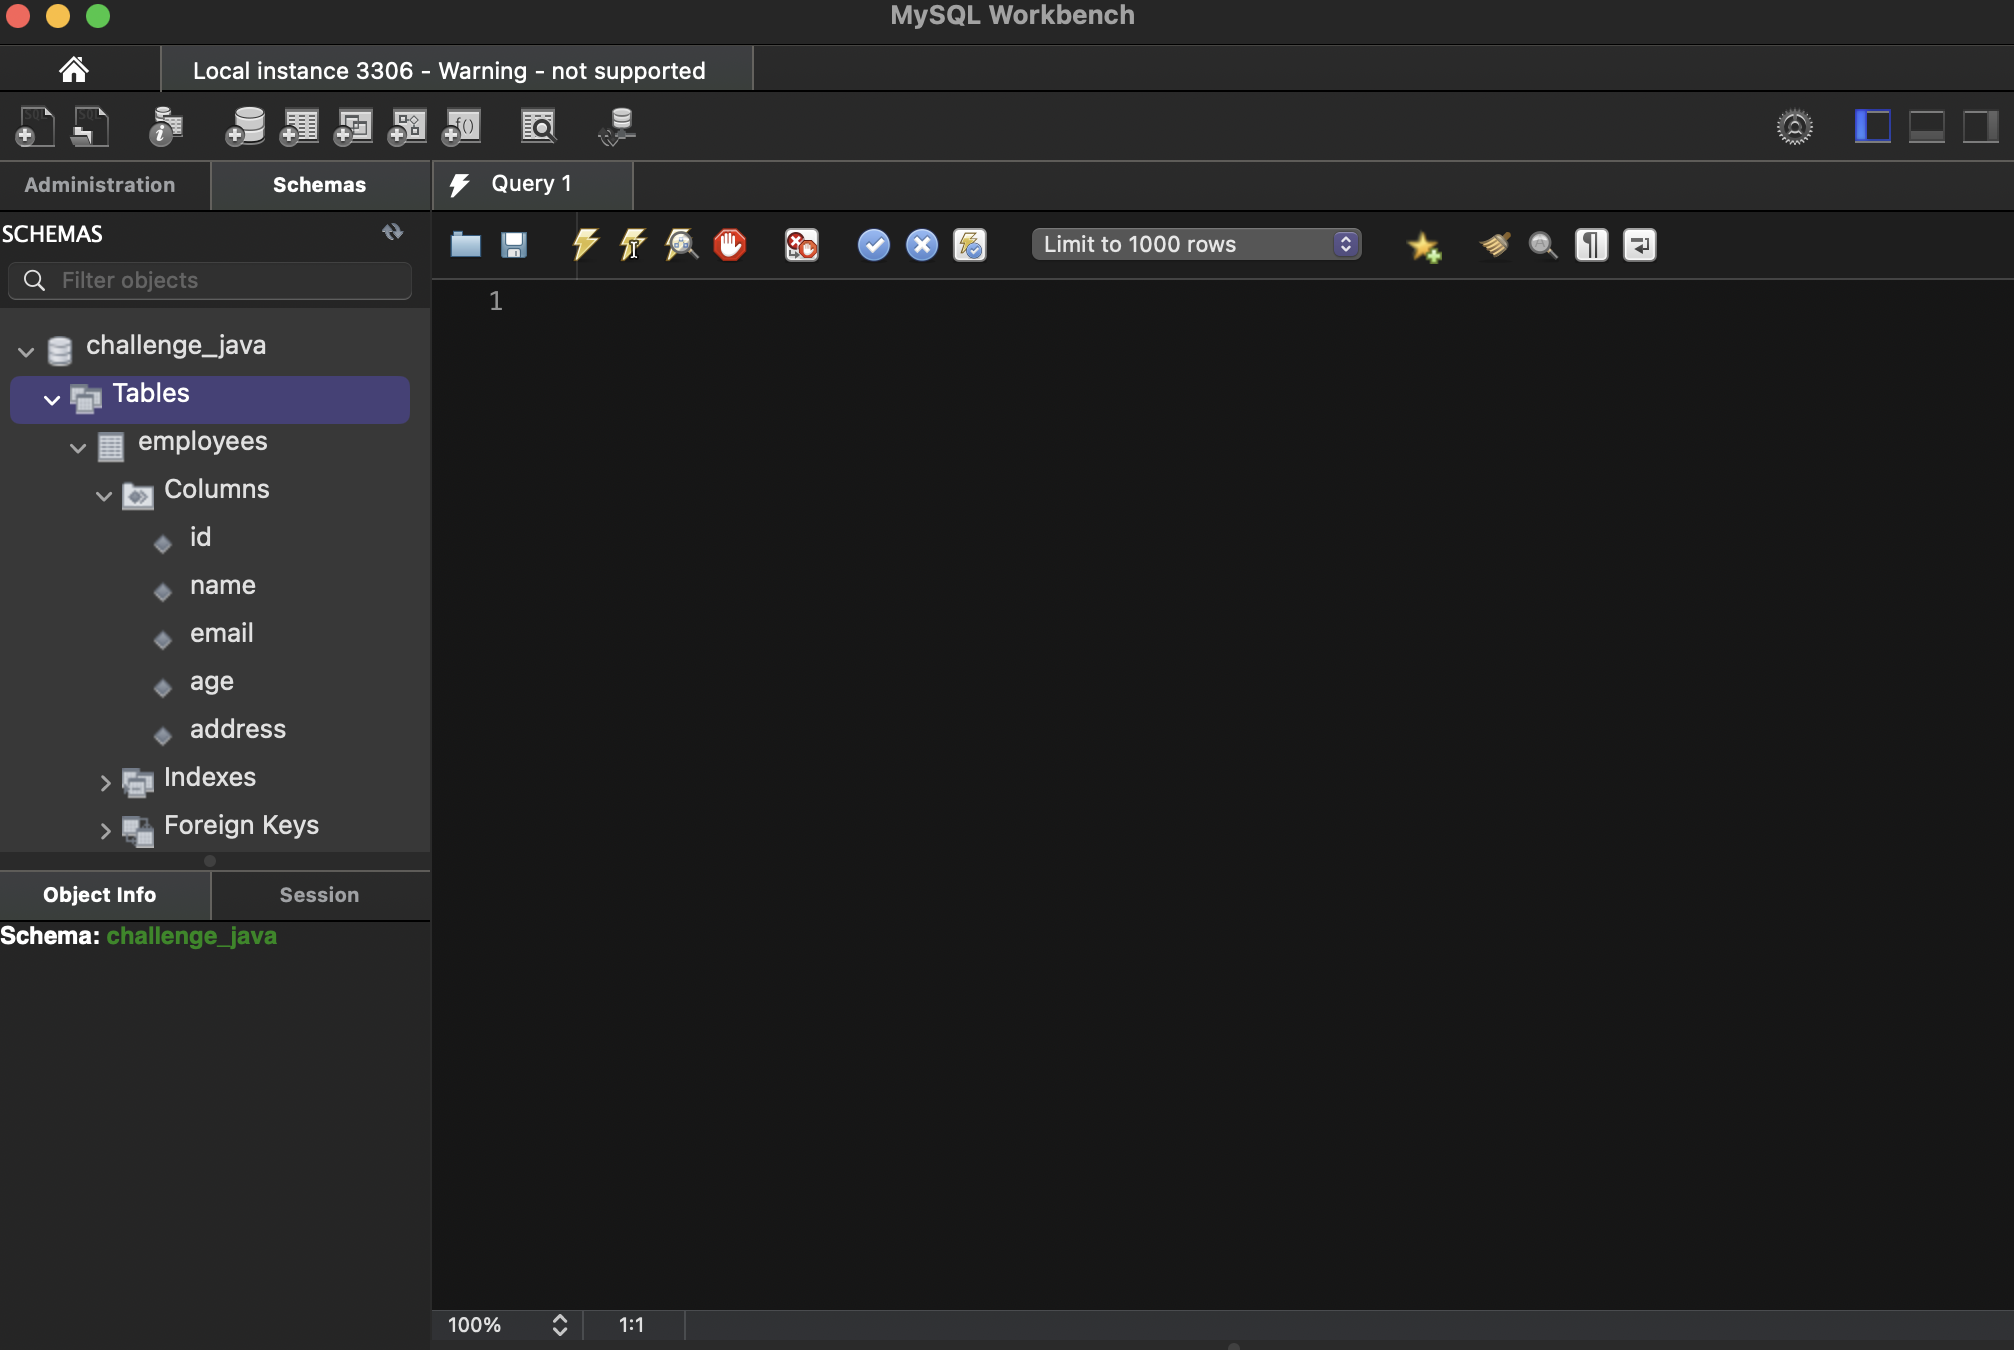 MySQL Workbench
Local instance 3306 - Warning - not supported
SQL
SQL
f()
Administration
Schemas
Query 1
SCHEMAS
Limit to 1000 rows
Filter objects
1
challenge_java
Tables
employees
Columns
id
name
email
age
address
Indexes
Foreign Keys
Object Info
Session
Schema: challenge_java
100%
1:1